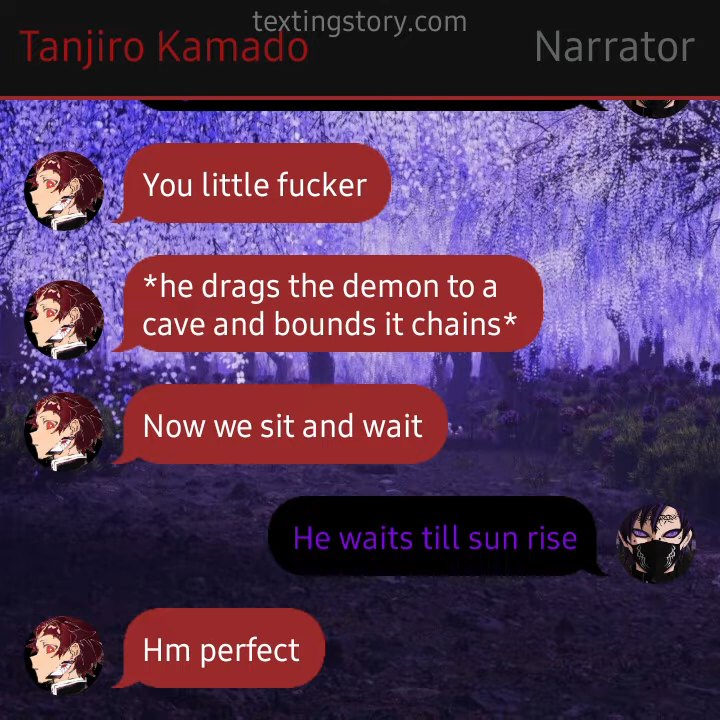 textingstory.com
Tanjiro Kamado
Narrator
You little fucker
*he drags the demon to a
cave and bounds it chains*
Now we sit and wait
He waits till sun rise
Hm perfect